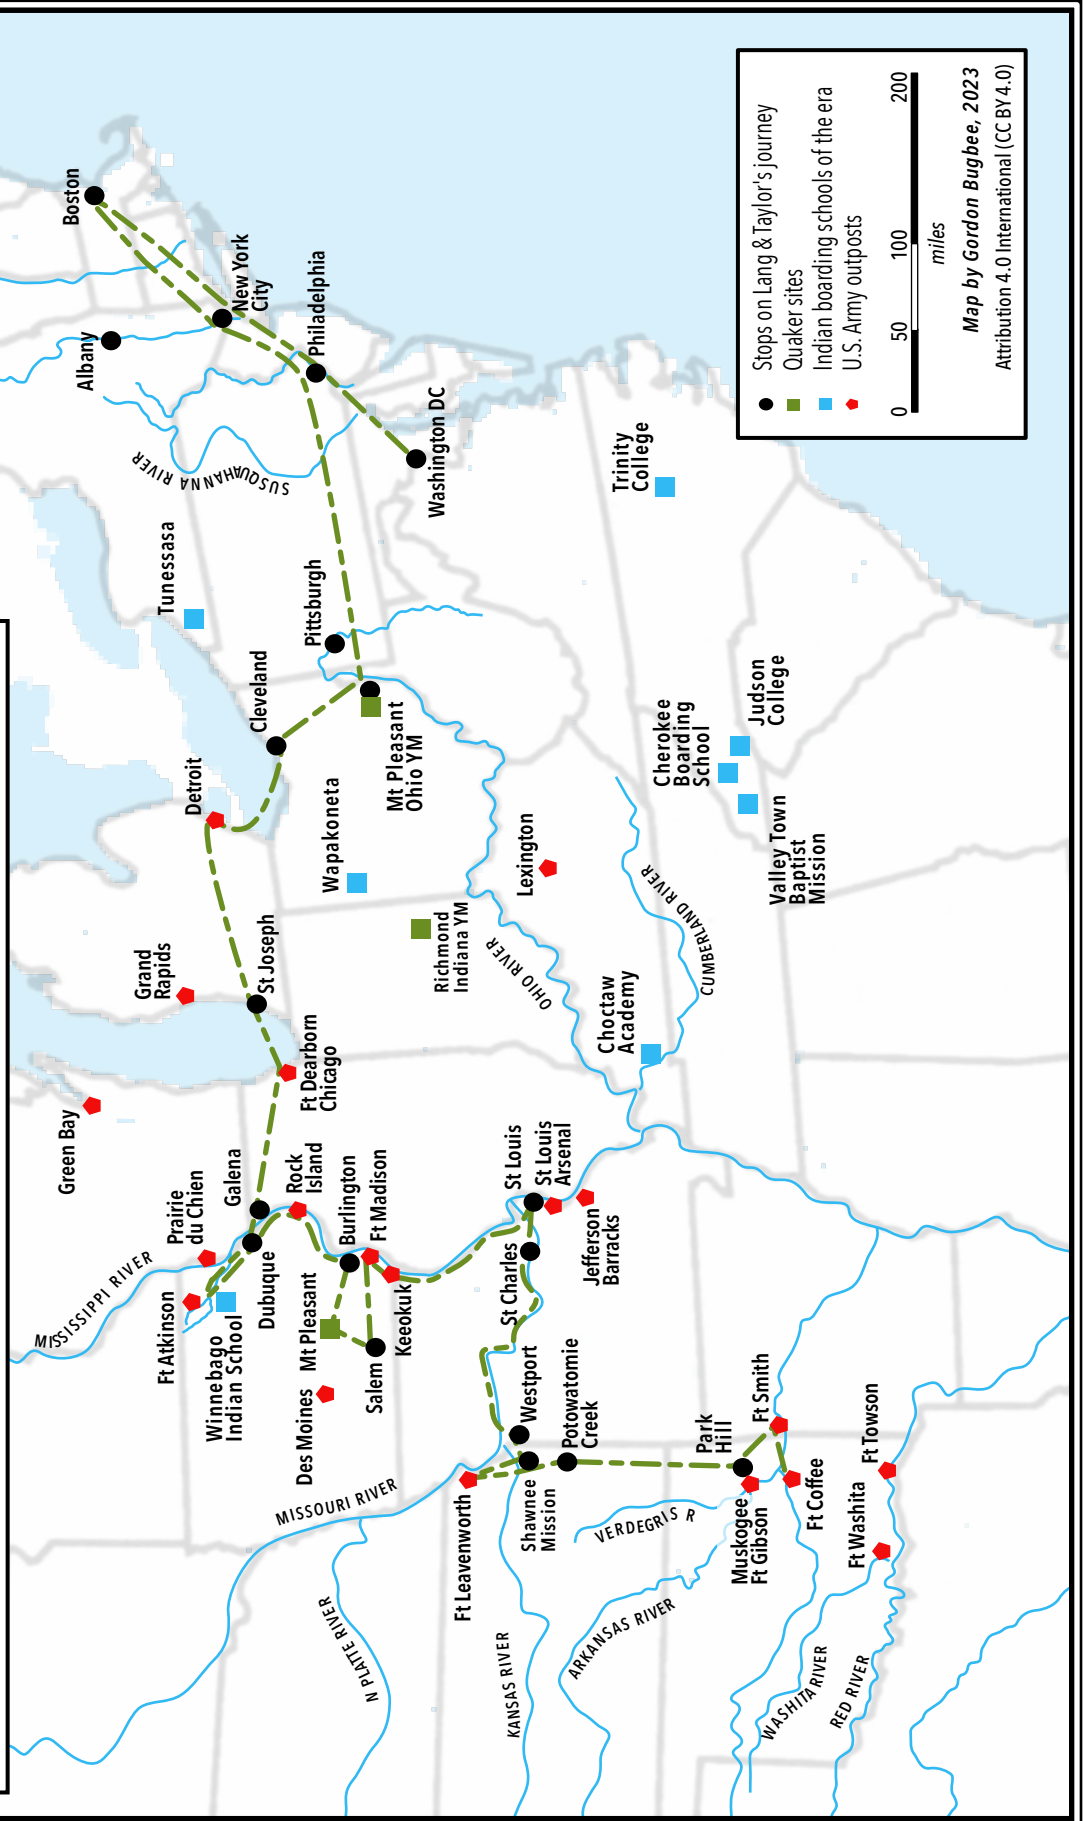 MISSISSIPPI RIVER
Green Bay
Prairie
du Chien
Ft Atkinson
Winnebago
Indian School
Galena
Dubuque
Rock
Island
Burlington
Ft Madison
Mt Pleasant
Des Moines
Salem
Keeokuk
Grand
Rapids
St Joseph
Ft Dearborn
Chicago
Detroit
Cleveland
Tunessasa
Wapakoneta
Richmond
Indiana YM
Mt Pleasant
Ohio YM
Pittsburgh
SUSQUAHANNA RIVER
Albany
Boston
New York
City
Philadelphia
Washington DC
MISSOURI RIVER
N PLATTE RIVER
KANSAS RIVER
Ft Leavenworth
Shawnee
Mission
Westport
Potowatomie
Creek
St Charles
St Louis
St Louis
Arsenal
Jefferson
Barracks
OHIO RIVER
Lexington
Choctaw
Academy
CUMBERLAND RIVER
Cherokee
Boarding
School
Judson
College
Valley Town
Baptist
Mission
Trinity
College
VERDEGRIS R
ARKANSAS RIVER
Park
Hill
Ft Smith
Muskogee
Ft Gibson
Ft Coffee
Ft Washita
Ft Towson
WASHITA RIVER
RED RIVER
Stops on Lang & Taylor's journey
Quaker sites
Indian boarding schools of the era
U.S. Army outposts
0 50 100 200
miles
Map by Gordon Bugbee, 2023
Attribution 4.0 International (CC BY 4.0)